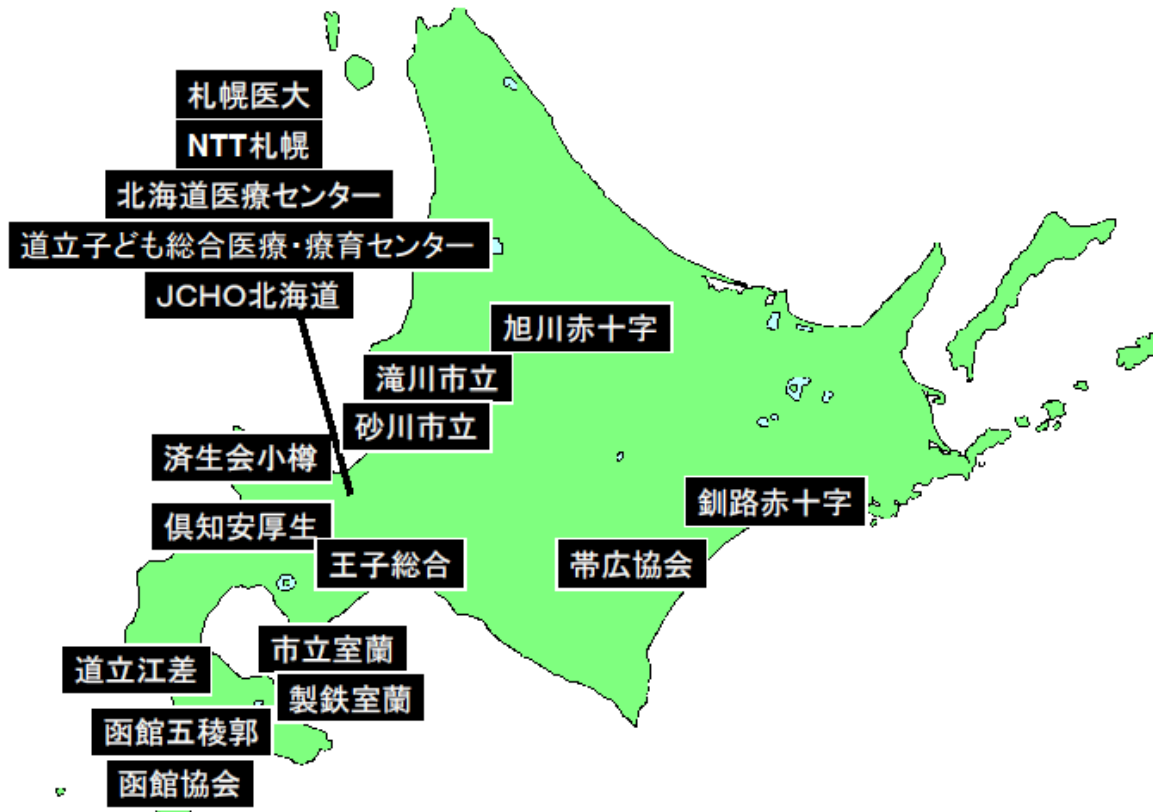 札幌医大
NTT札幌
北海道医療センター
道立子ども総合医療・療育センター
JCHO北海道
旭川赤十字
滝川市立
砂川市立
済生会小樽
釧路赤十字
倶知安厚生
王子総合
帯広協会
市立室蘭
道立江差
製鉄室蘭
函館五稜郭
函館協会